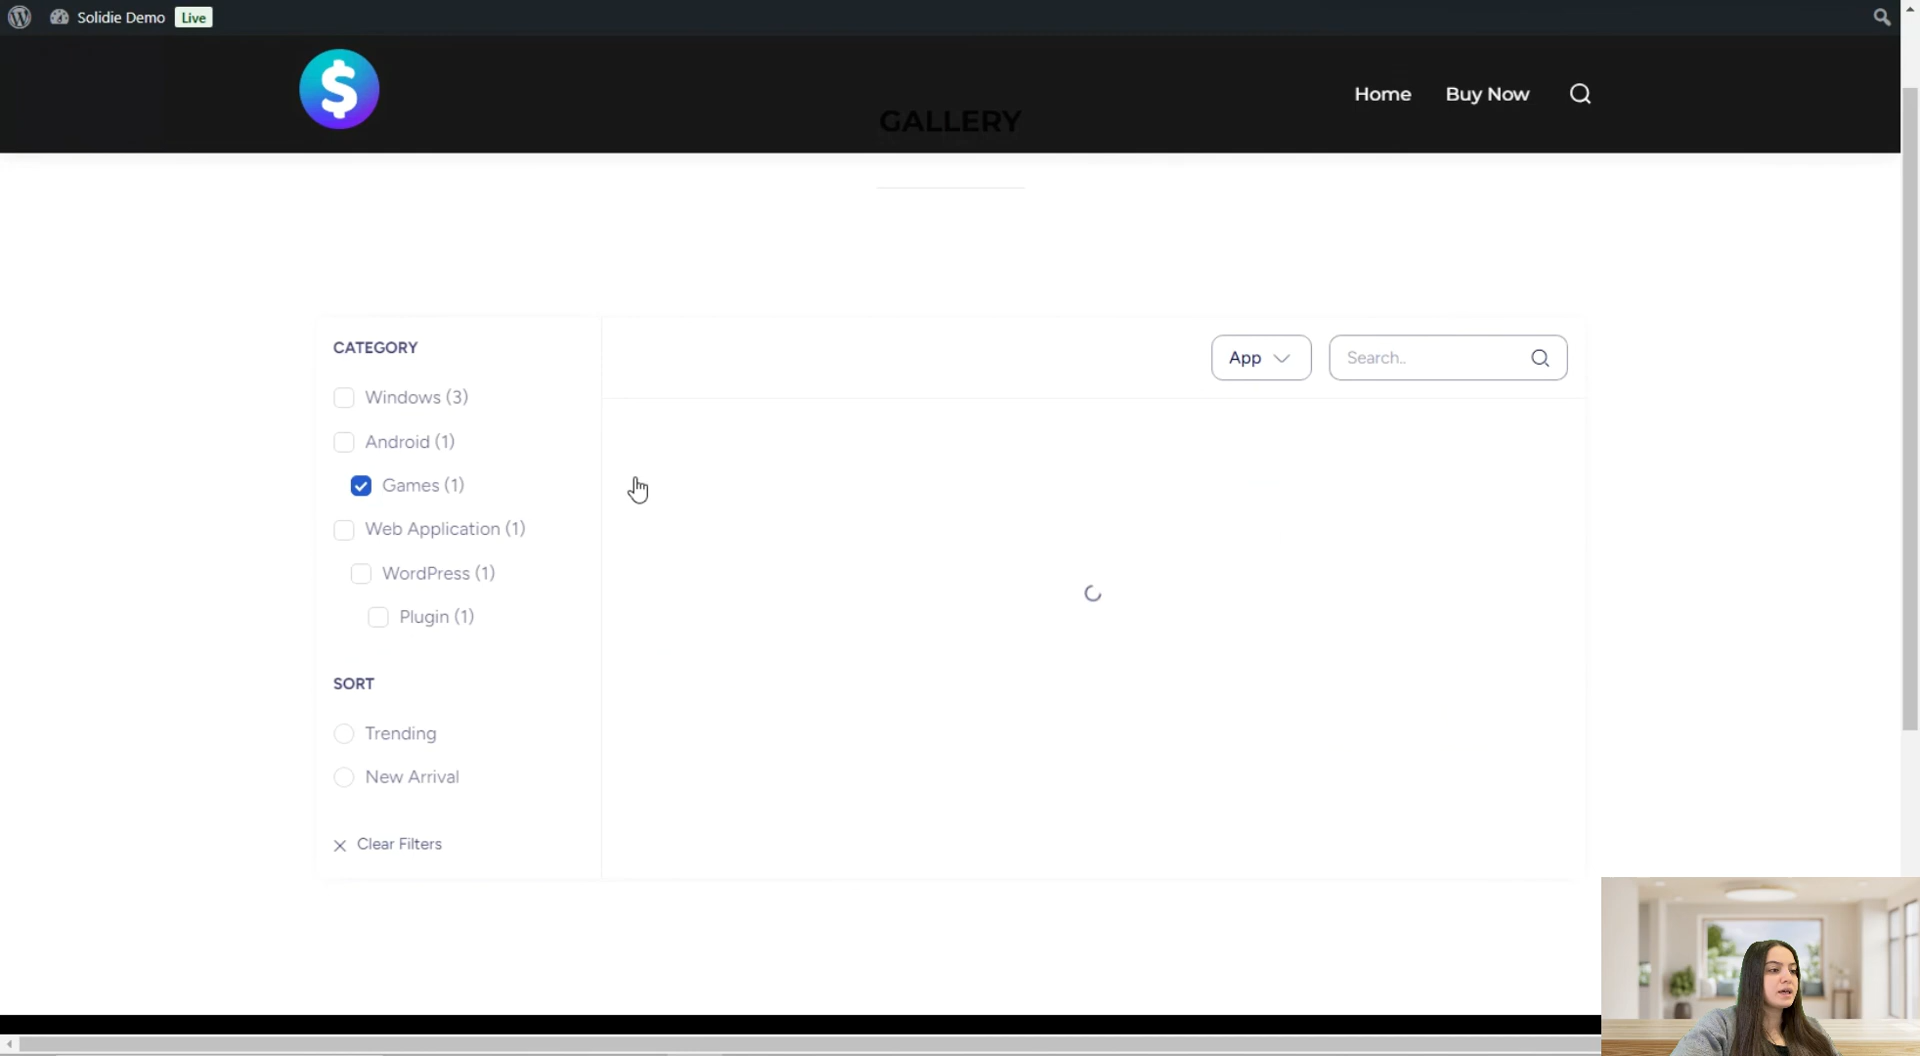 Solidie Demo Live
$
Home Buy Now
GALLERY
CATEGORY
App
Search..
Windows (3)
Android (1)
Games (1)
Web Application (1)
WordPress (1)
Plugin (1)
SORT
Trending
New Arrival
Clear Filters